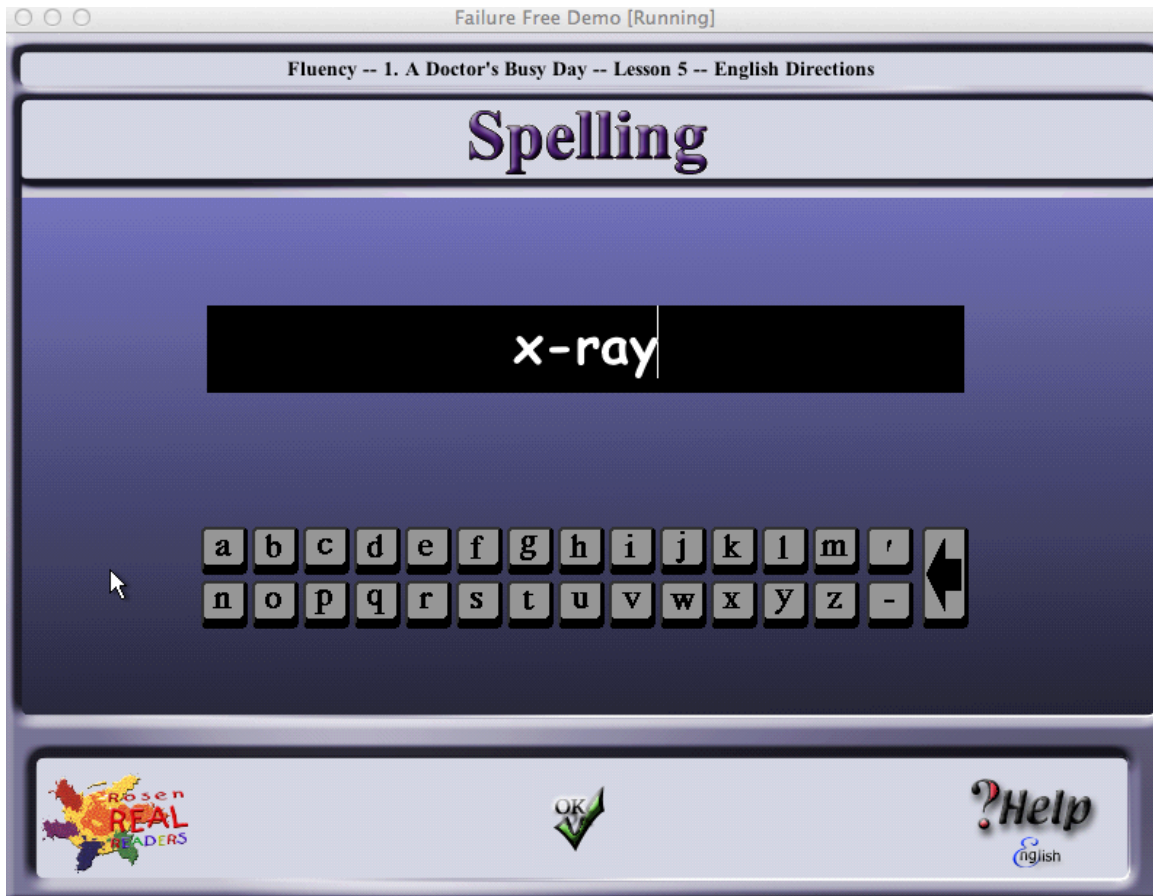 Failure Free Demo [Running]
Fluency -- 1. A Doctor's Busy Day -- Lesson 5 -- English Directions
Spelling
x-ray
a b c d e f g h i j k l m '
n o p q r s t u v w x y z -
Rosen
REAL
READERS
OK
?Help
English